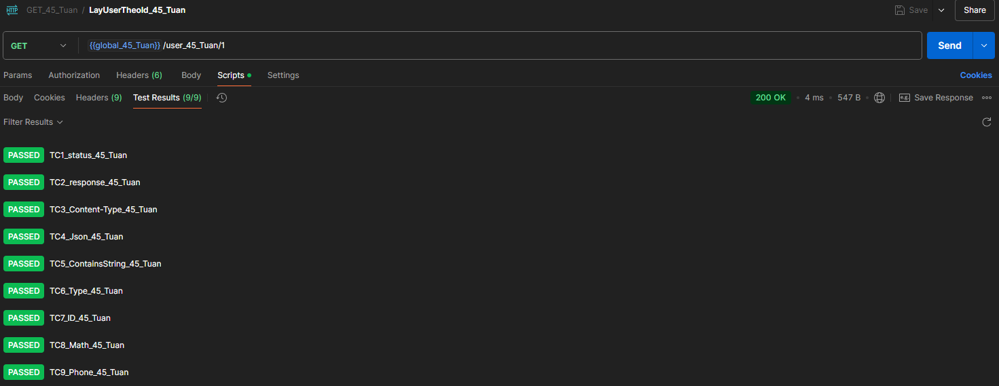 HTTP GET_45_Tuan / LayUserTheoId_45_Tuan Save Share
GET {{global_45_Tuan}} /user_45_Tuan/1 Send
Params Authorization Headers (6) Body Scripts Settings Cookies
Body Cookies Headers (9) Test Results (9/9) 200 OK • 4 ms • 547 B • e.g. Save Response
Filter Results
PASSED TC1_status_45_Tuan
PASSED TC2_response_45_Tuan
PASSED TC3_Content-Type_45_Tuan
PASSED TC4_Json_45_Tuan
PASSED TC5_ContainsString_45_Tuan
PASSED TC6_Type_45_Tuan
PASSED TC7_ID_45_Tuan
PASSED TC8_Math_45_Tuan
PASSED TC9_Phone_45_Tuan